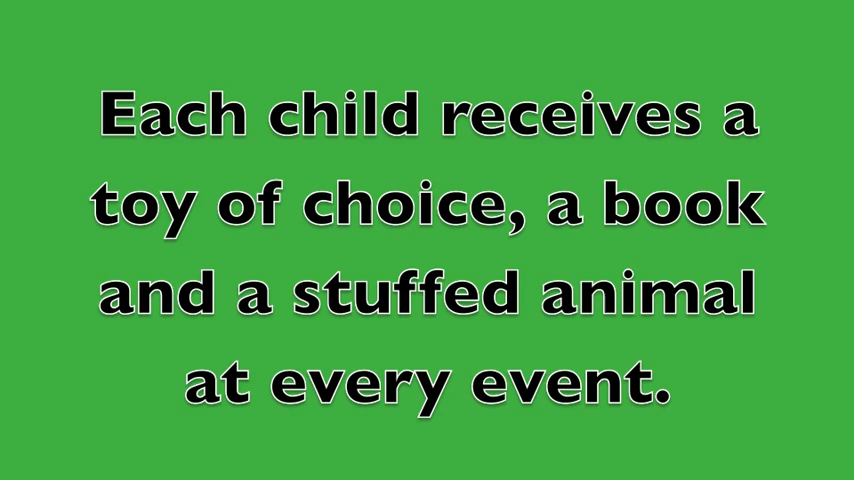 Each child receives a
toy of choice, a book
and a stuffed animal
at every event.